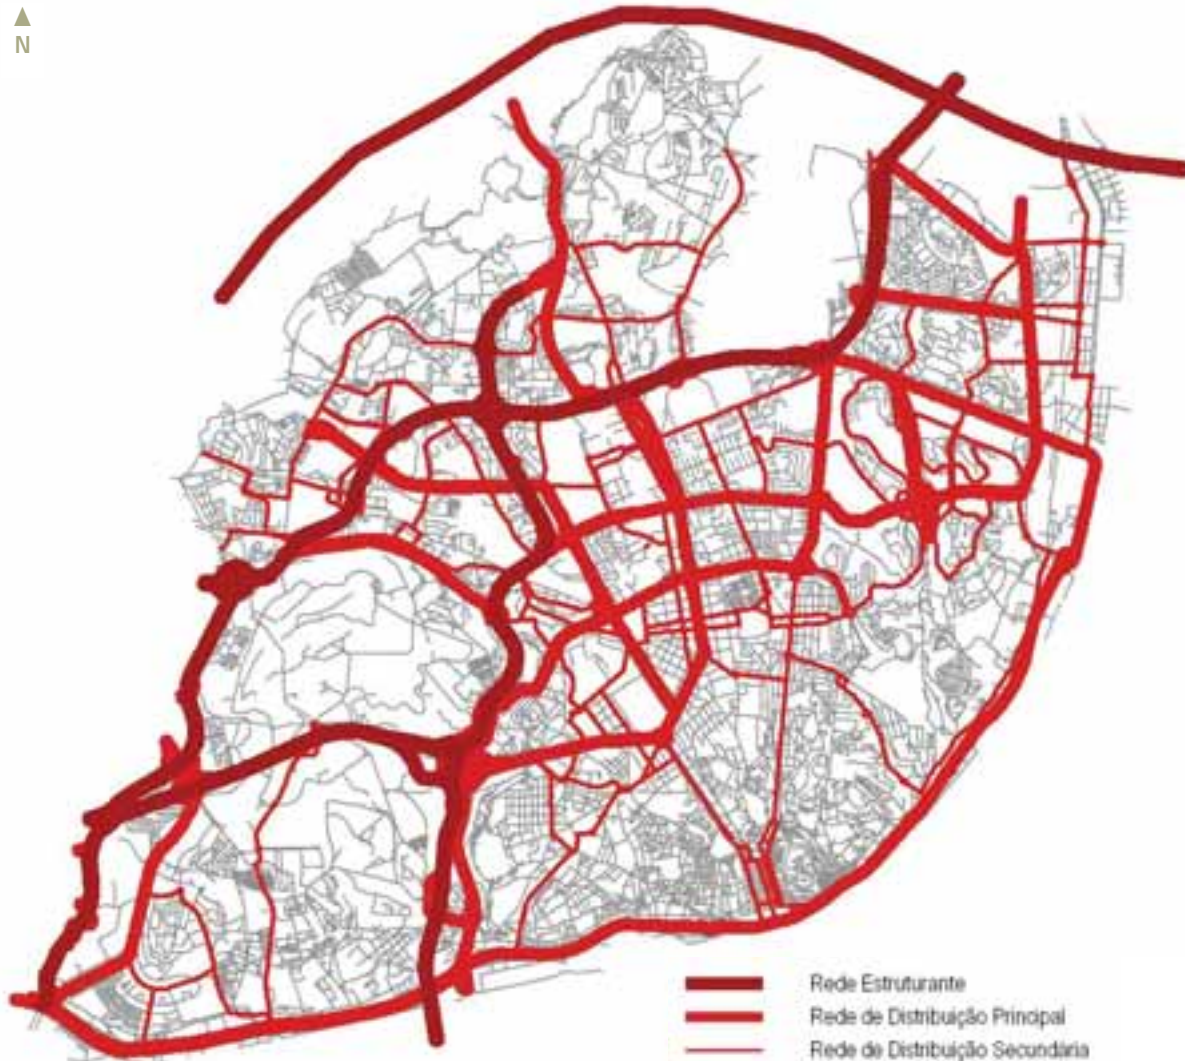 N
Rede Estruturante
Rede de Distribuição Principal
Rede de Distribuição Secundária